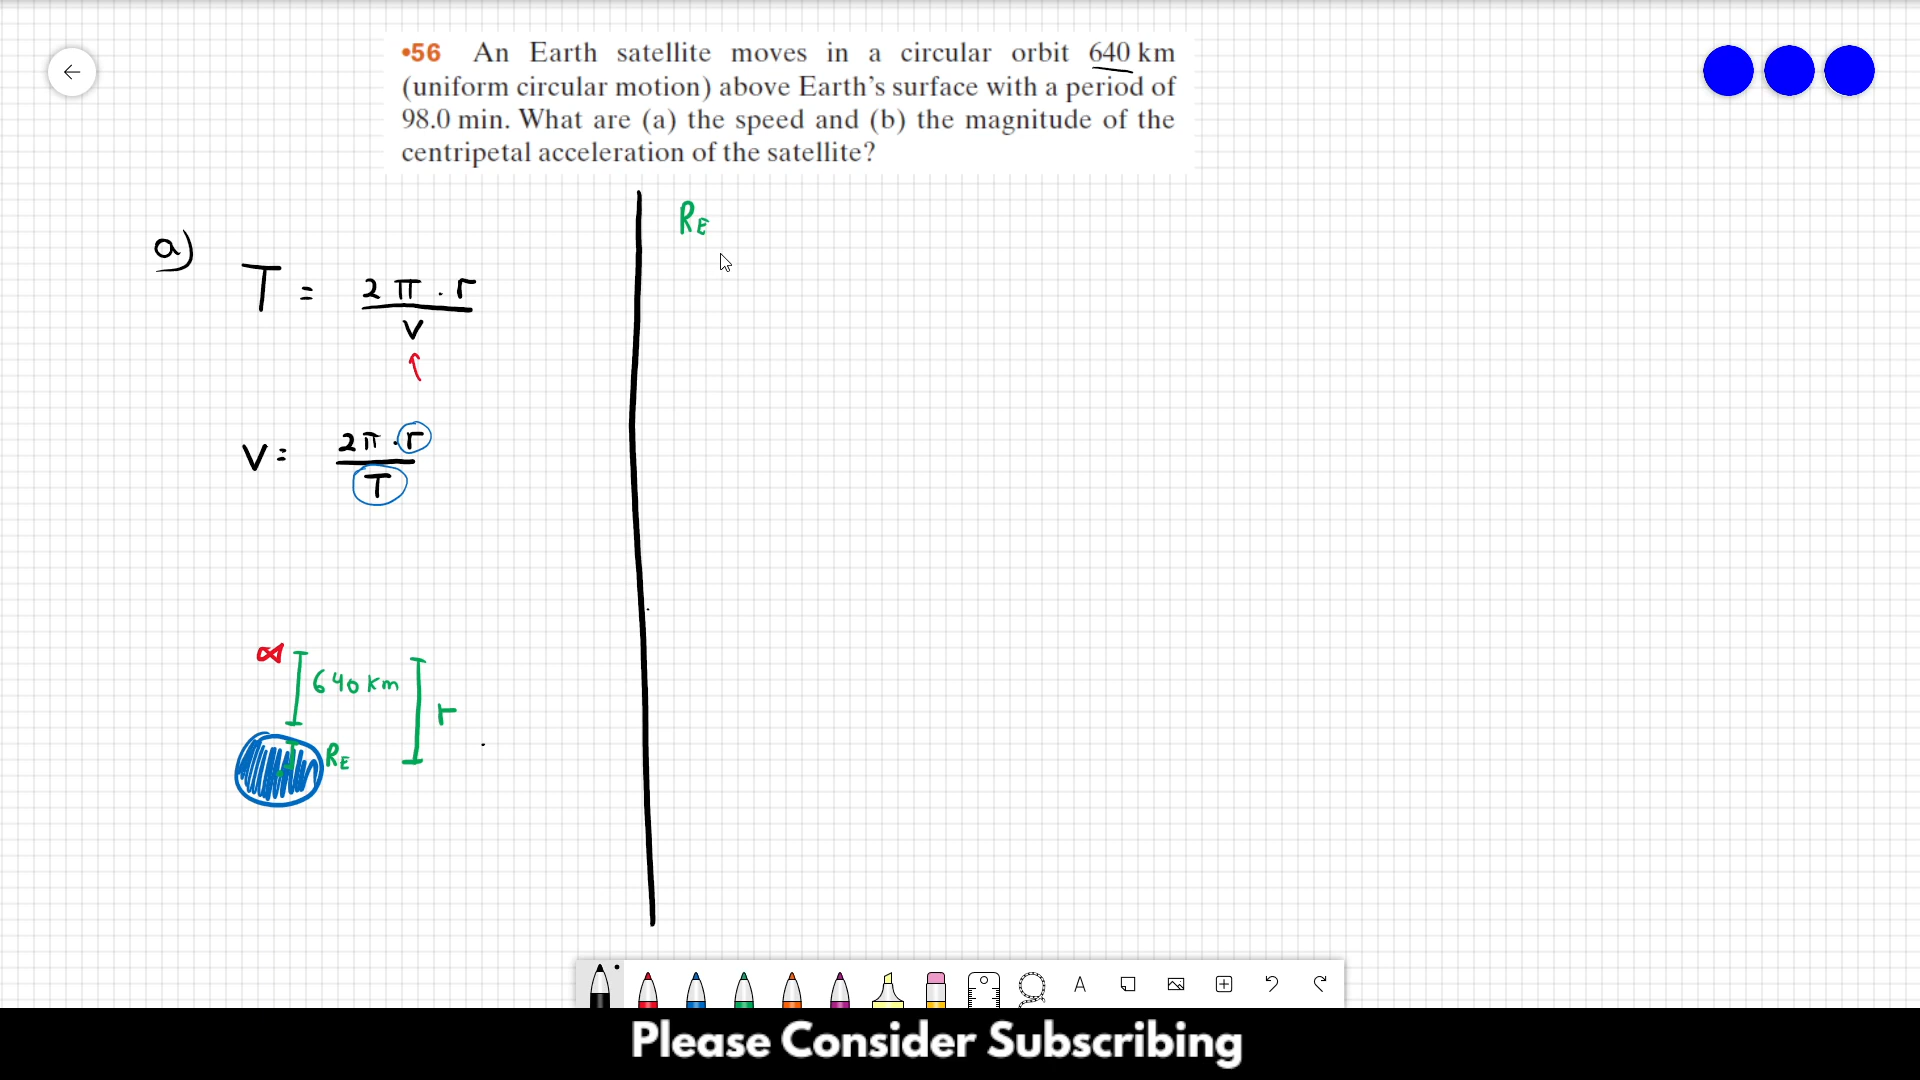 •56 An Earth satellite moves in a circular orbit 640 km
(uniform circular motion) above Earth's surface with a period of
98.0 min. What are (a) the speed and (b) the magnitude of the
centripetal acceleration of the satellite?
a)
T = 2π · r / v
v = 2π · r / T
640 km
r
RE
RE
A
Please Consider Subscribing